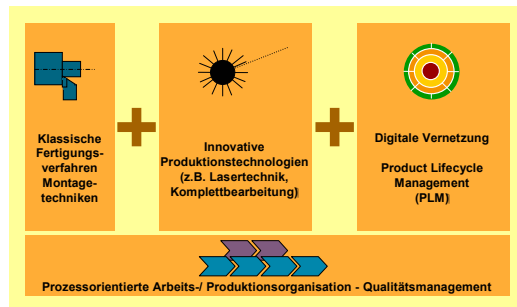 Klassische
Fertigungs-
verfahren
Montage-
techniken
Innovative
Produktionstechnologien
(z.B. Lasertechnik,
Komplettbearbeitung)
Digitale Vernetzung
Product Lifecycle
Management
(PLM)
Prozessorientierte Arbeits-/ Produktionsorganisation - Qualitätsmanagement